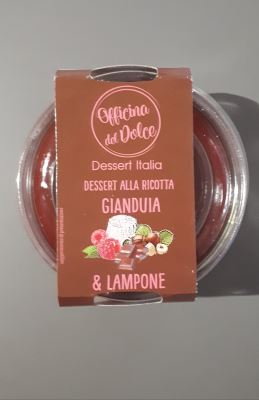 Officina
del Dolce
Dessert Italia
DESSERT ALLA RICOTTA
GIANDUIA
& LAMPONE